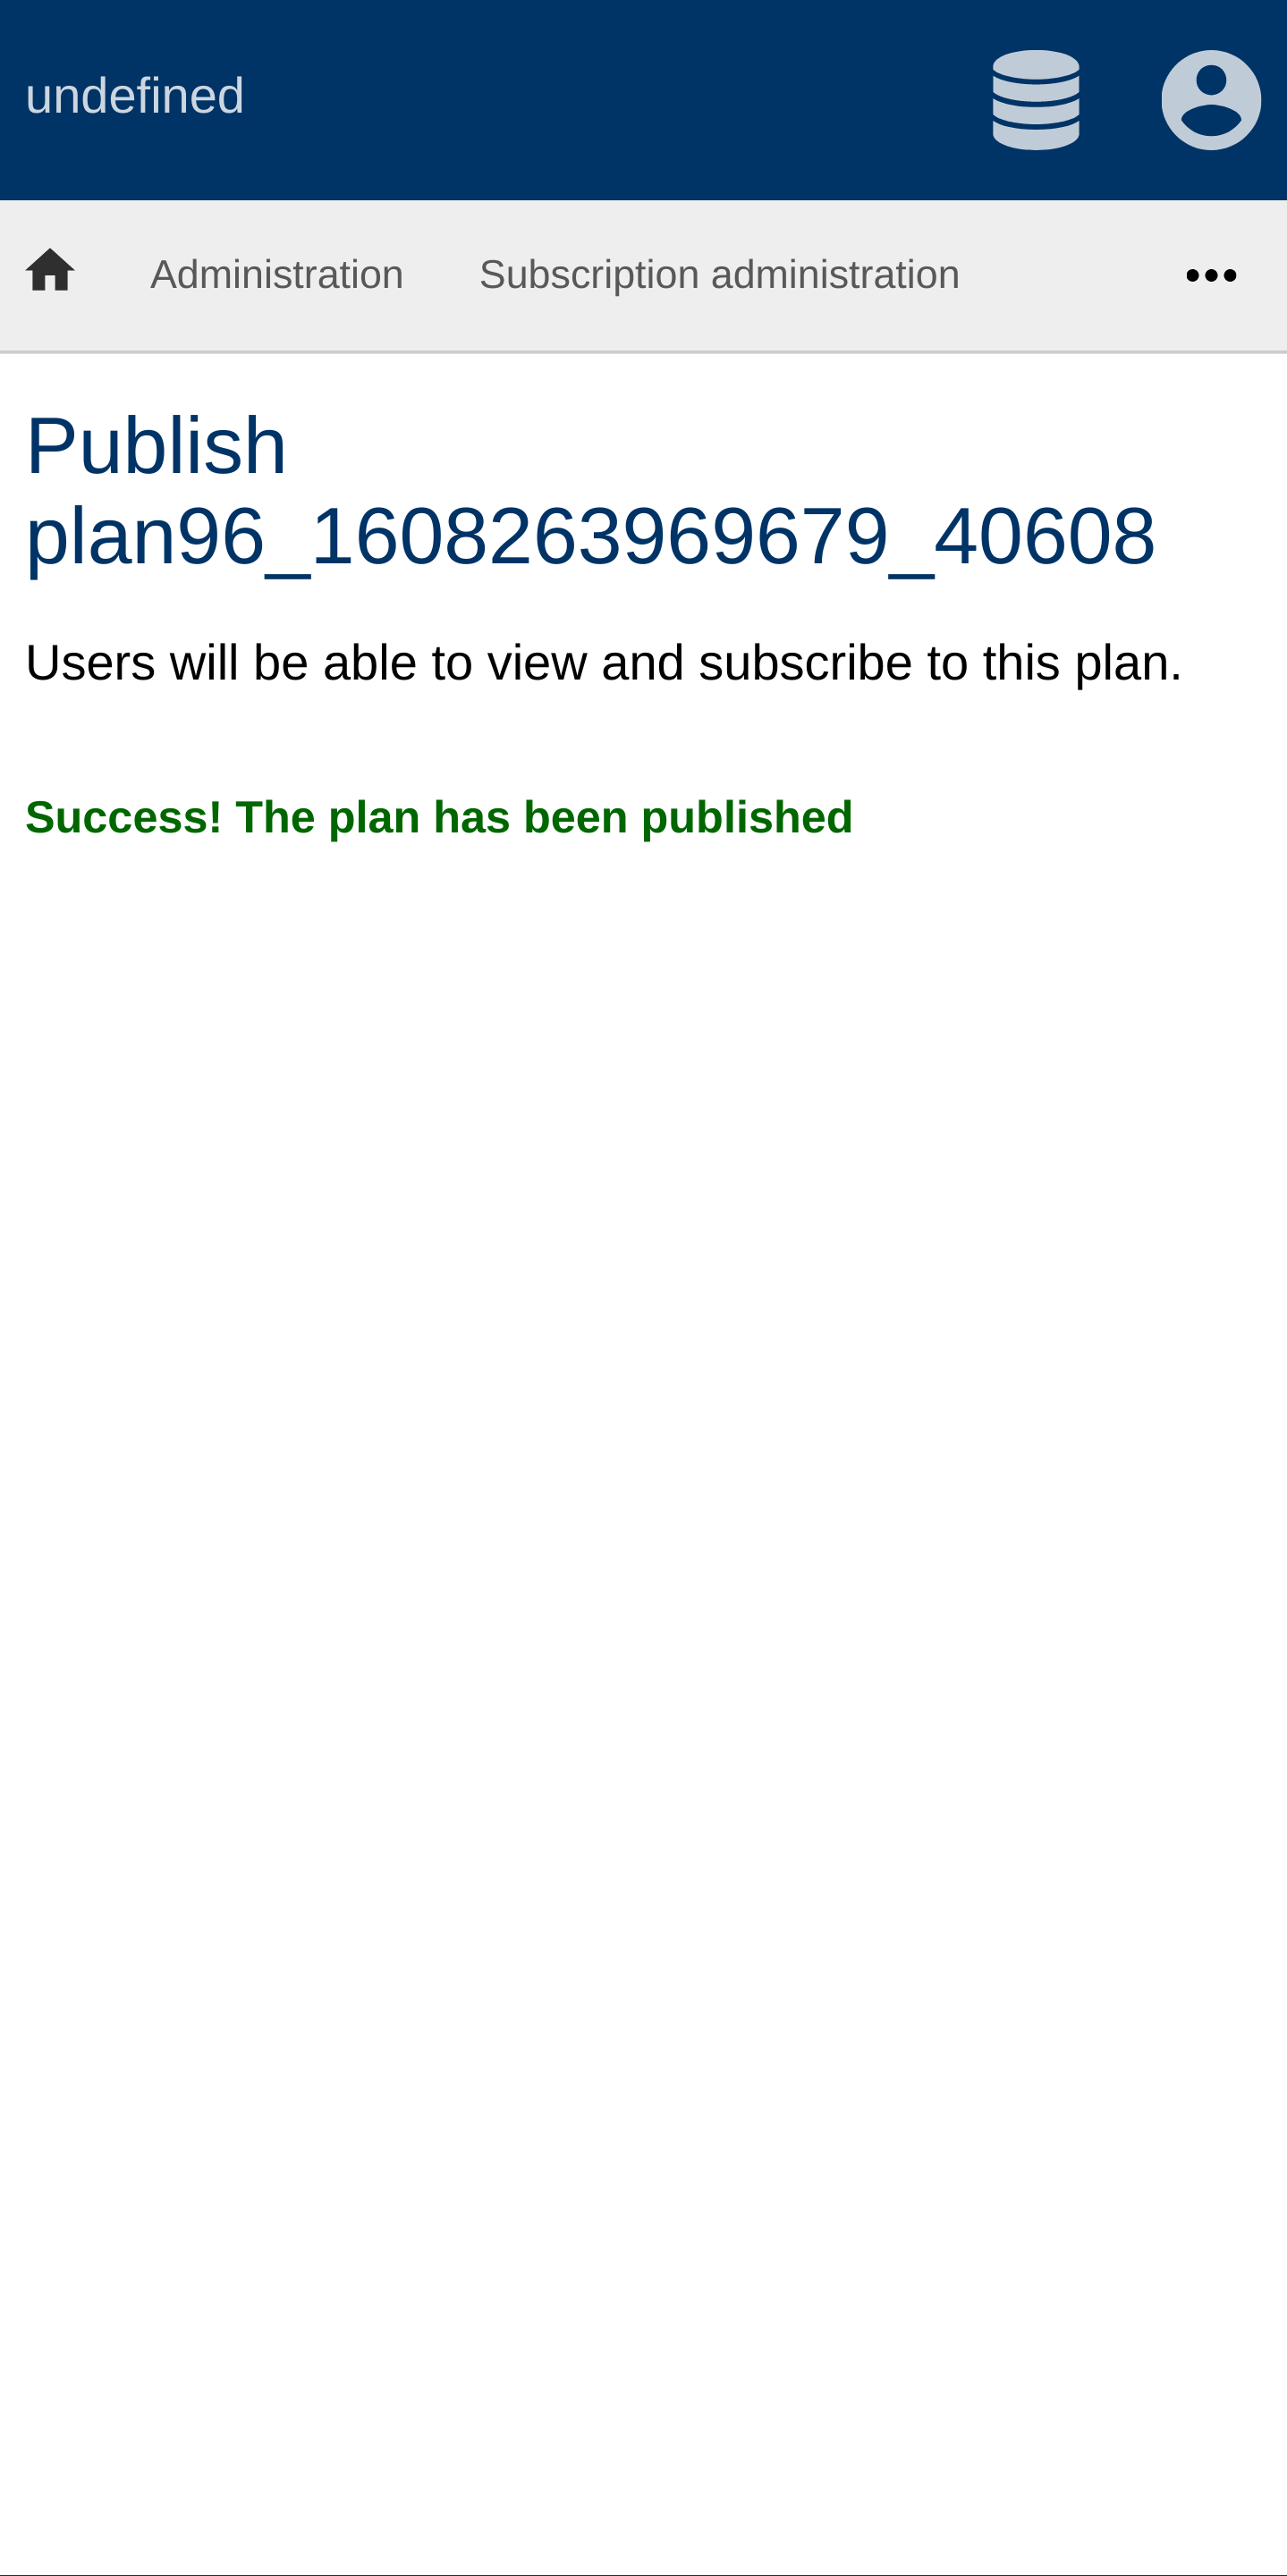 undefined
Administration Subscription administration
Publish
plan96_1608263969679_40608
Users will be able to view and subscribe to this plan.
Success! The plan has been published